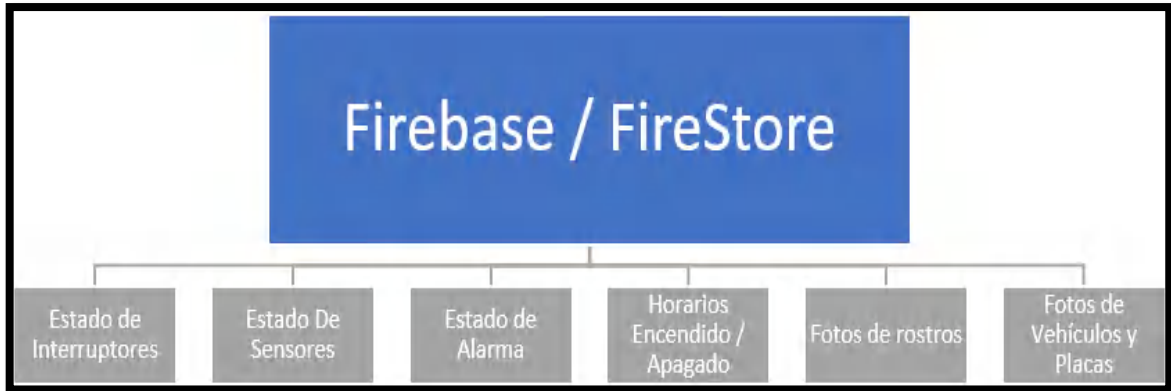 Firebase / FireStore
Estado de
Interruptores
Estado De
Sensores
Estado de
Alarma
Horarios
Encendido /
Apagado
Fotos de rostros
Fotos de
Vehículos y
Placas